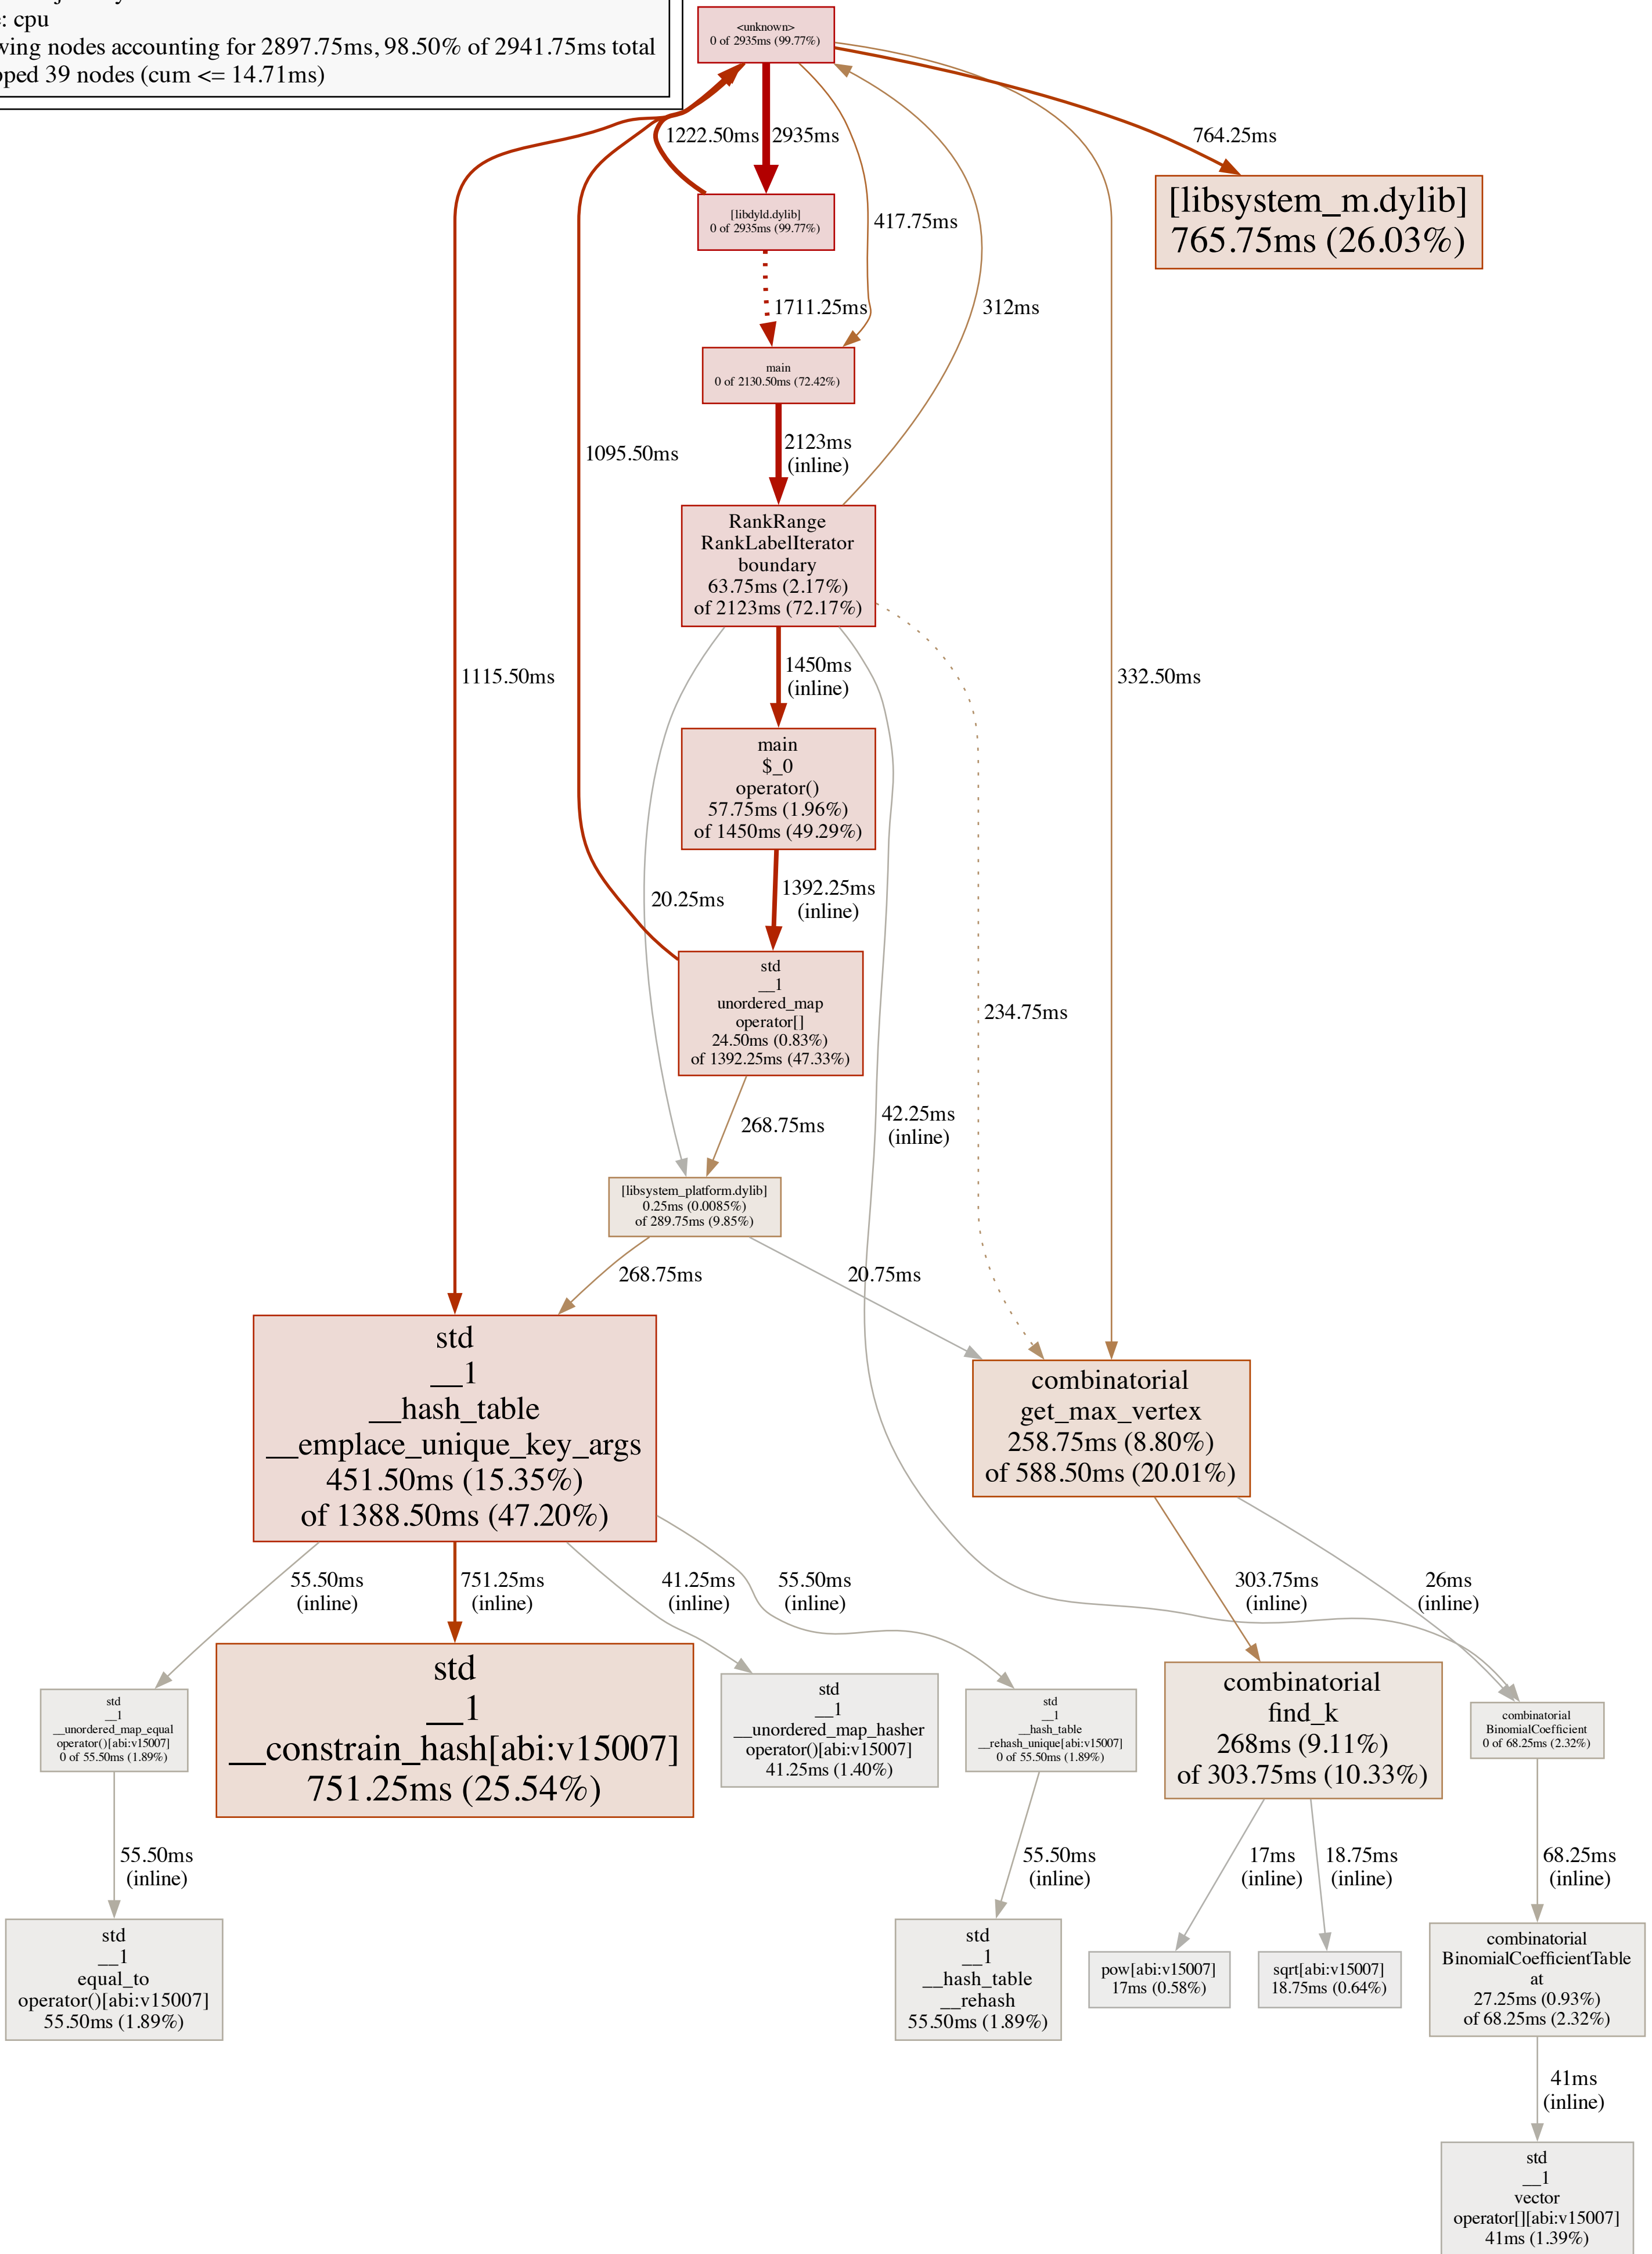 : cpu
wing nodes accounting for 2897.75ms, 98.50% of 2941.75ms total
pped 39 nodes (cum <= 14.71ms)
<unknown>
0 of 2935ms (99.77%)
1222.50ms
2935ms
764.25ms
[libsystem_m.dylib]
765.75ms (26.03%)
[libdyld.dylib]
0 of 2935ms (99.77%)
417.75ms
1711.25ms
312ms
main
0 of 2130.50ms (72.42%)
1095.50ms
2123ms
(inline)
RankRange
RankLabelIterator
boundary
63.75ms (2.17%)
of 2123ms (72.17%)
1115.50ms
1450ms
(inline)
332.50ms
main
$_0
operator()
57.75ms (1.96%)
of 1450ms (49.29%)
20.25ms
1392.25ms
(inline)
std
__1
unordered_map
operator[]
24.50ms (0.83%)
of 1392.25ms (47.33%)
234.75ms
268.75ms
42.25ms
(inline)
[libsystem_platform.dylib]
0.25ms (0.0085%)
of 289.75ms (9.85%)
268.75ms
20.75ms
std
__1
__hash_table
__emplace_unique_key_args
451.50ms (15.35%)
of 1388.50ms (47.20%)
combinatorial
get_max_vertex
258.75ms (8.80%)
of 588.50ms (20.01%)
55.50ms
(inline)
751.25ms
(inline)
41.25ms
(inline)
55.50ms
(inline)
303.75ms
(inline)
26ms
(inline)
std
__1
__unordered_map_equal
operator()[abi:v15007]
0 of 55.50ms (1.89%)
std
__1
__constrain_hash[abi:v15007]
751.25ms (25.54%)
std
__1
__unordered_map_hasher
operator()[abi:v15007]
41.25ms (1.40%)
std
__1
__hash_table
__rehash_unique[abi:v15007]
0 of 55.50ms (1.89%)
combinatorial
find_k
268ms (9.11%)
of 303.75ms (10.33%)
combinatorial
BinomialCoefficient
0 of 68.25ms (2.32%)
55.50ms
(inline)
55.50ms
(inline)
17ms
(inline)
18.75ms
(inline)
68.25ms
(inline)
std
__1
equal_to
operator()[abi:v15007]
55.50ms (1.89%)
std
__1
__hash_table
__rehash
55.50ms (1.89%)
pow[abi:v15007]
17ms (0.58%)
sqrt[abi:v15007]
18.75ms (0.64%)
combinatorial
BinomialCoefficientTable
at
27.25ms (0.93%)
of 68.25ms (2.32%)
41ms
(inline)
std
__1
vector
operator[][abi:v15007]
41ms (1.39%)